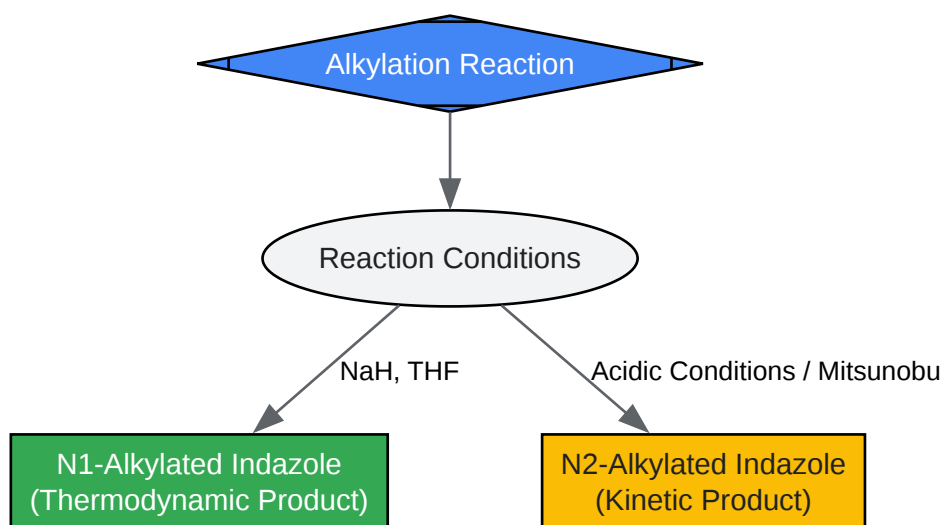 Alkylation Reaction
Reaction Conditions
NaH, THF
Acidic Conditions / Mitsunobu
N1-Alkylated Indazole
(Thermodynamic Product)
N2-Alkylated Indazole
(Kinetic Product)